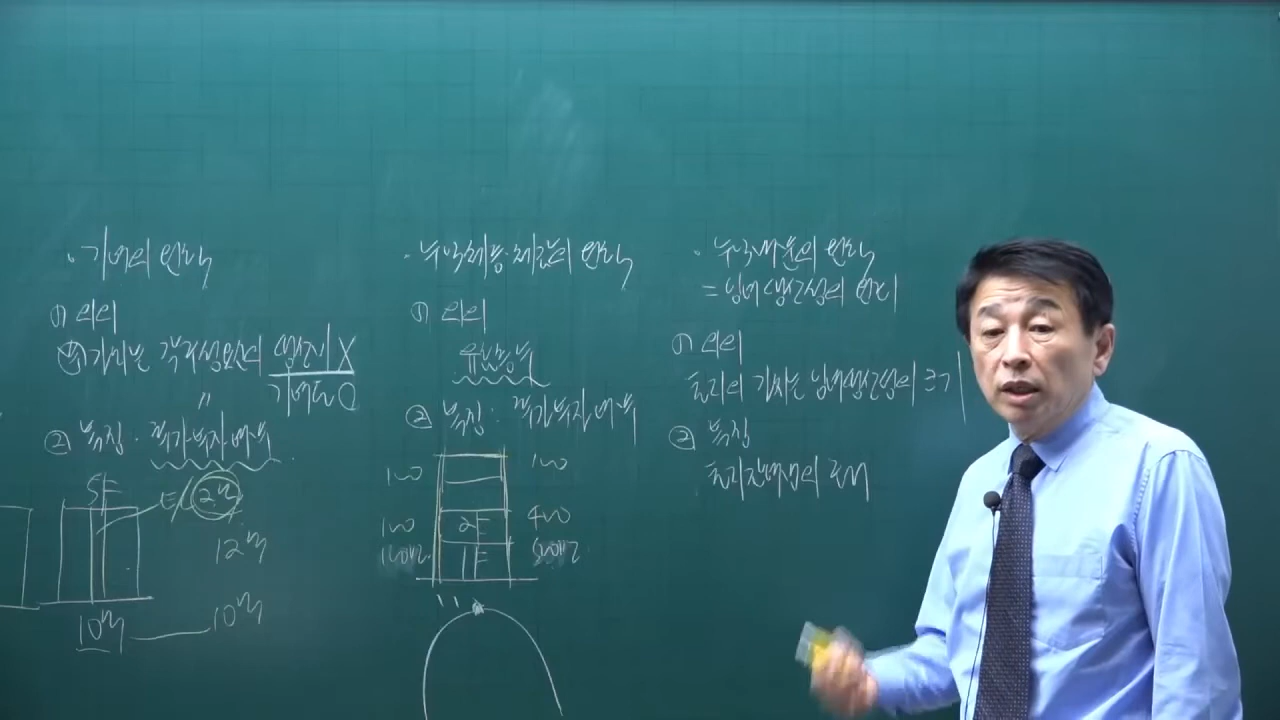 · 기여의 원칙
① 의의
가치는 각 구성요소의 생산비 X
기여도 O
〃
② 특징 : 추가투자여부
5F
E/
2억
12억
10억
10억
· 수익체증·체감의 원칙
① 의의
② 특징 : 추가투자여부
100
100
2F
1F
100
400
· 수익배분의 원칙
= 잉여생산성의 원리
① 의의
토지의 가치는 잉여생산성의 크기
② 특징
토지잔여법의 근거